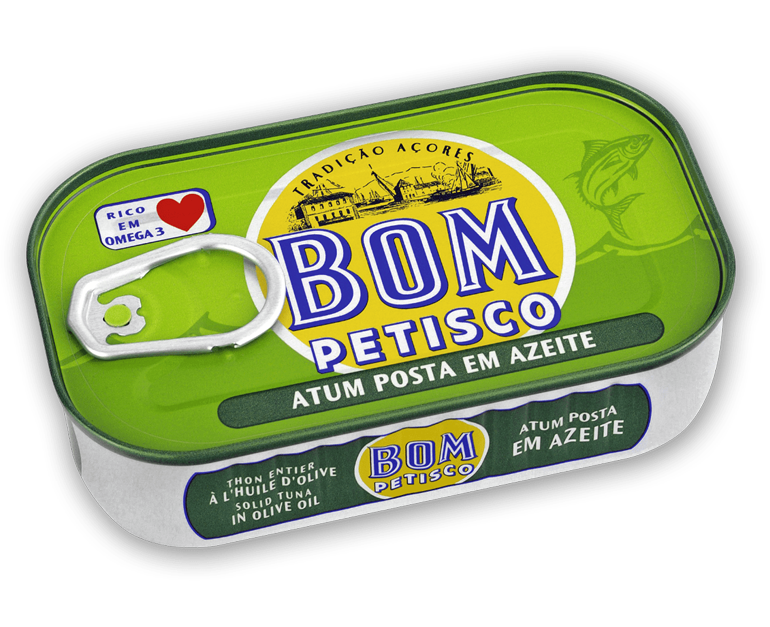 TRADIÇÃO AÇORES
RICO
EM
OMEGA 3
BOM
PETISCO
ATUM POSTA EM AZEITE
THON ENTIER
À L'HUILE D'OLIVE
SOLID TUNA
IN OLIVE OIL
BOM
PETISCO
ATUM POSTA
EM AZEITE